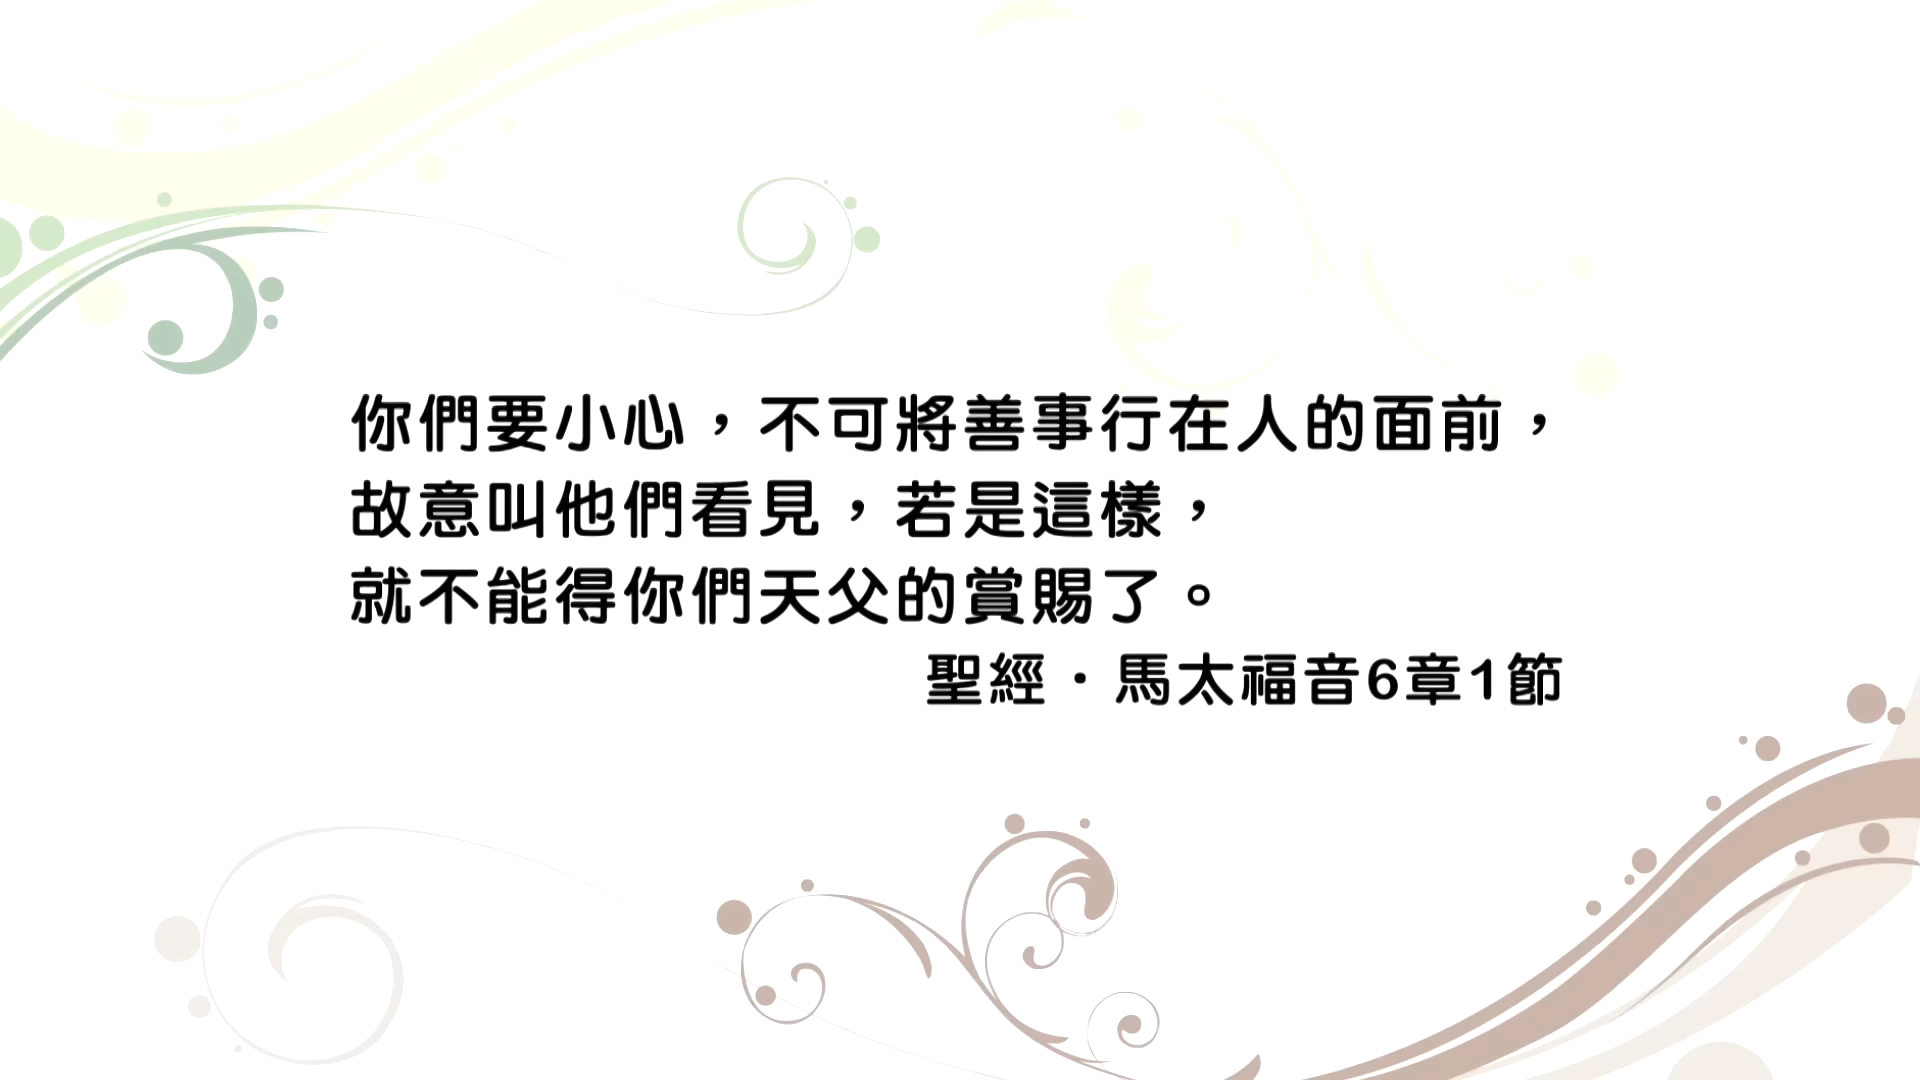 你們要小心，不可將善事行在人的面前，
故意叫他們看見，若是這樣，
就不能得你們天父的賞賜了。
聖經．馬太福音6章1節